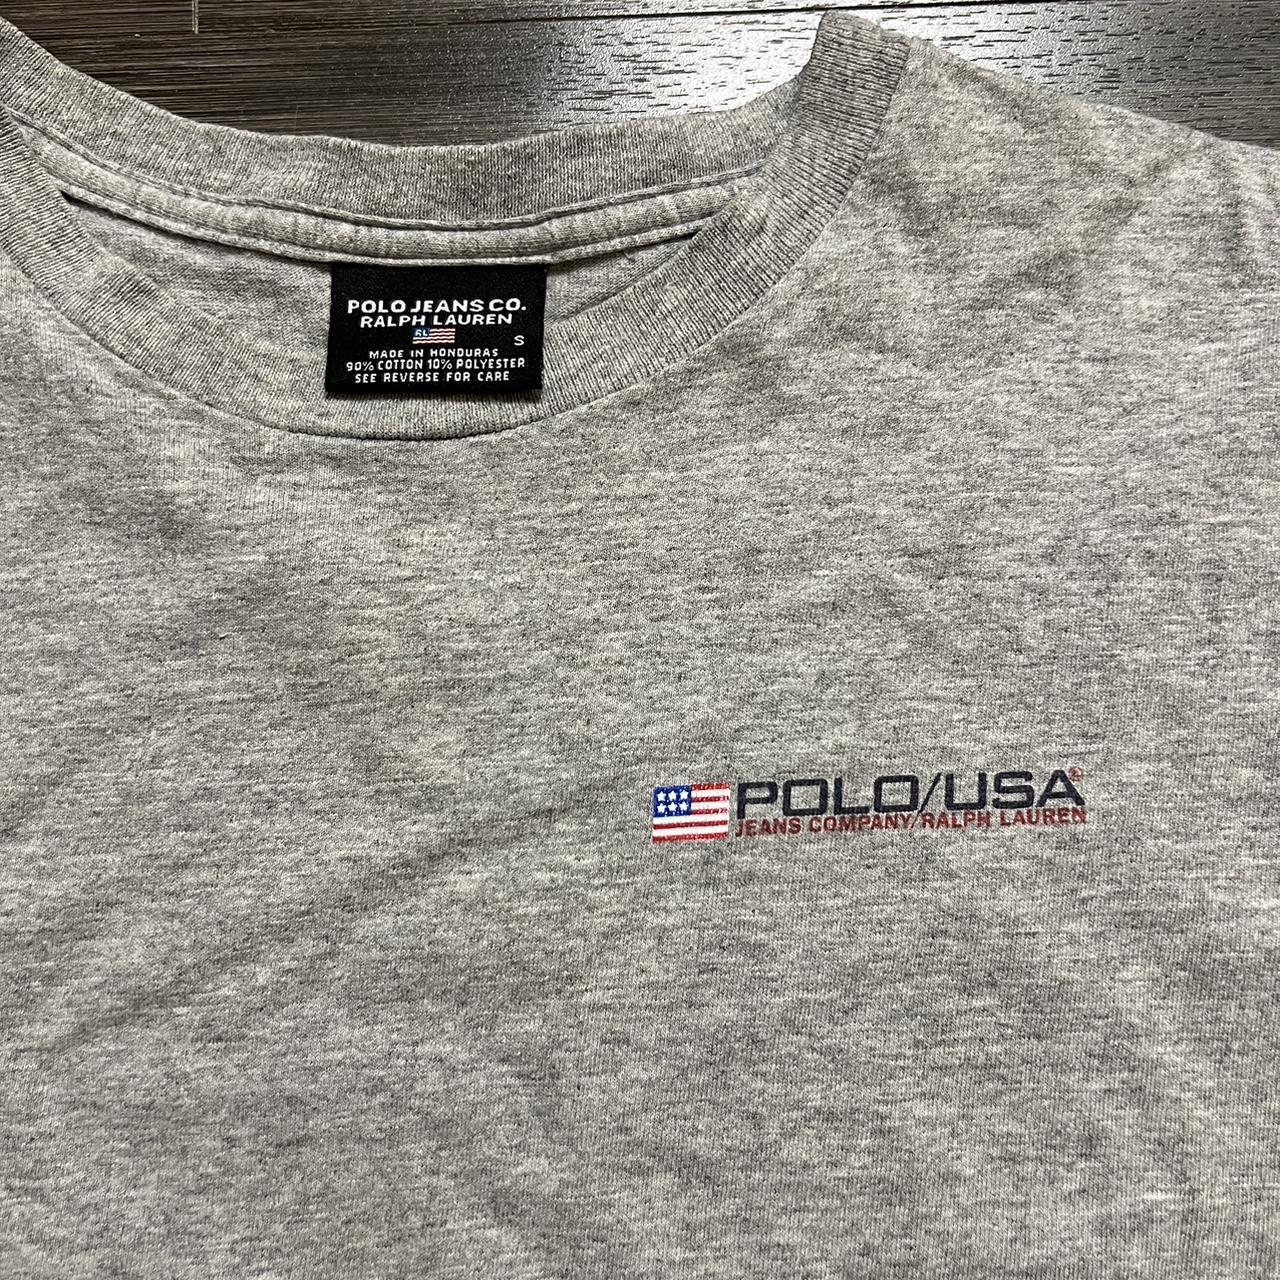 POLO JEANS CO.
RALPH LAUREN
RL
S
MADE IN HONDURAS
90% COTTON 10% POLYESTER
SEE REVERSE FOR CARE
POLO/USA®
JEANS COMPANY/RALPH LAUREN